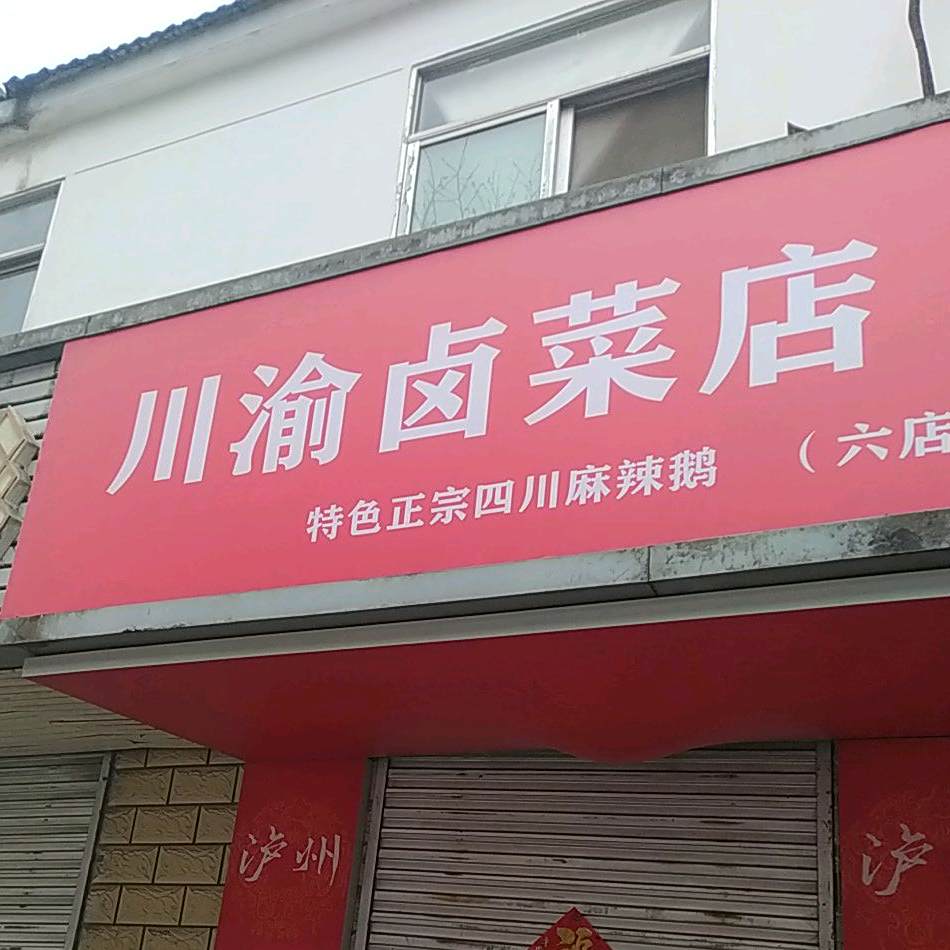 川渝卤菜店
特色正宗四川麻辣鹅 （六店
泸州
泸
福